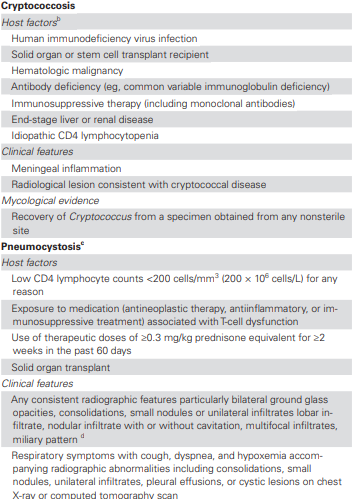 Cryptococcosis
Host factorsb
Human immunodeficiency virus infection
Solid organ or stem cell transplant recipient
Hematologic malignancy
Antibody deficiency (eg, common variable immunoglobulin deficiency)
Immunosuppressive therapy (including monoclonal antibodies)
End-stage liver or renal disease
Idiopathic CD4 lymphocytopenia
Clinical features
Meningeal inflammation
Radiological lesion consistent with cryptococcal disease
Mycological evidence
Recovery of Cryptococcus from a specimen obtained from any nonsterile
site
Pneumocystosisc
Host factors
Low CD4 lymphocyte counts <200 cells/mm3 (200 × 106 cells/L) for any
reason
Exposure to medication (antineoplastic therapy, antiinflammatory, or im-
munosuppressive treatment) associated with T-cell dysfunction
Use of therapeutic doses of ≥0.3 mg/kg prednisone equivalent for ≥2
weeks in the past 60 days
Solid organ transplant
Clinical features
Any consistent radiographic features particularly bilateral ground glass
opacities, consolidations, small nodules or unilateral infiltrates lobar in-
filtrate, nodular infiltrate with or without cavitation, multifocal infiltrates,
miliary pattern d
Respiratory symptoms with cough, dyspnea, and hypoxemia accom-
panying radiographic abnormalities including consolidations, small
nodules, unilateral infiltrates, pleural effusions, or cystic lesions on chest
X-ray or computed tomography scan